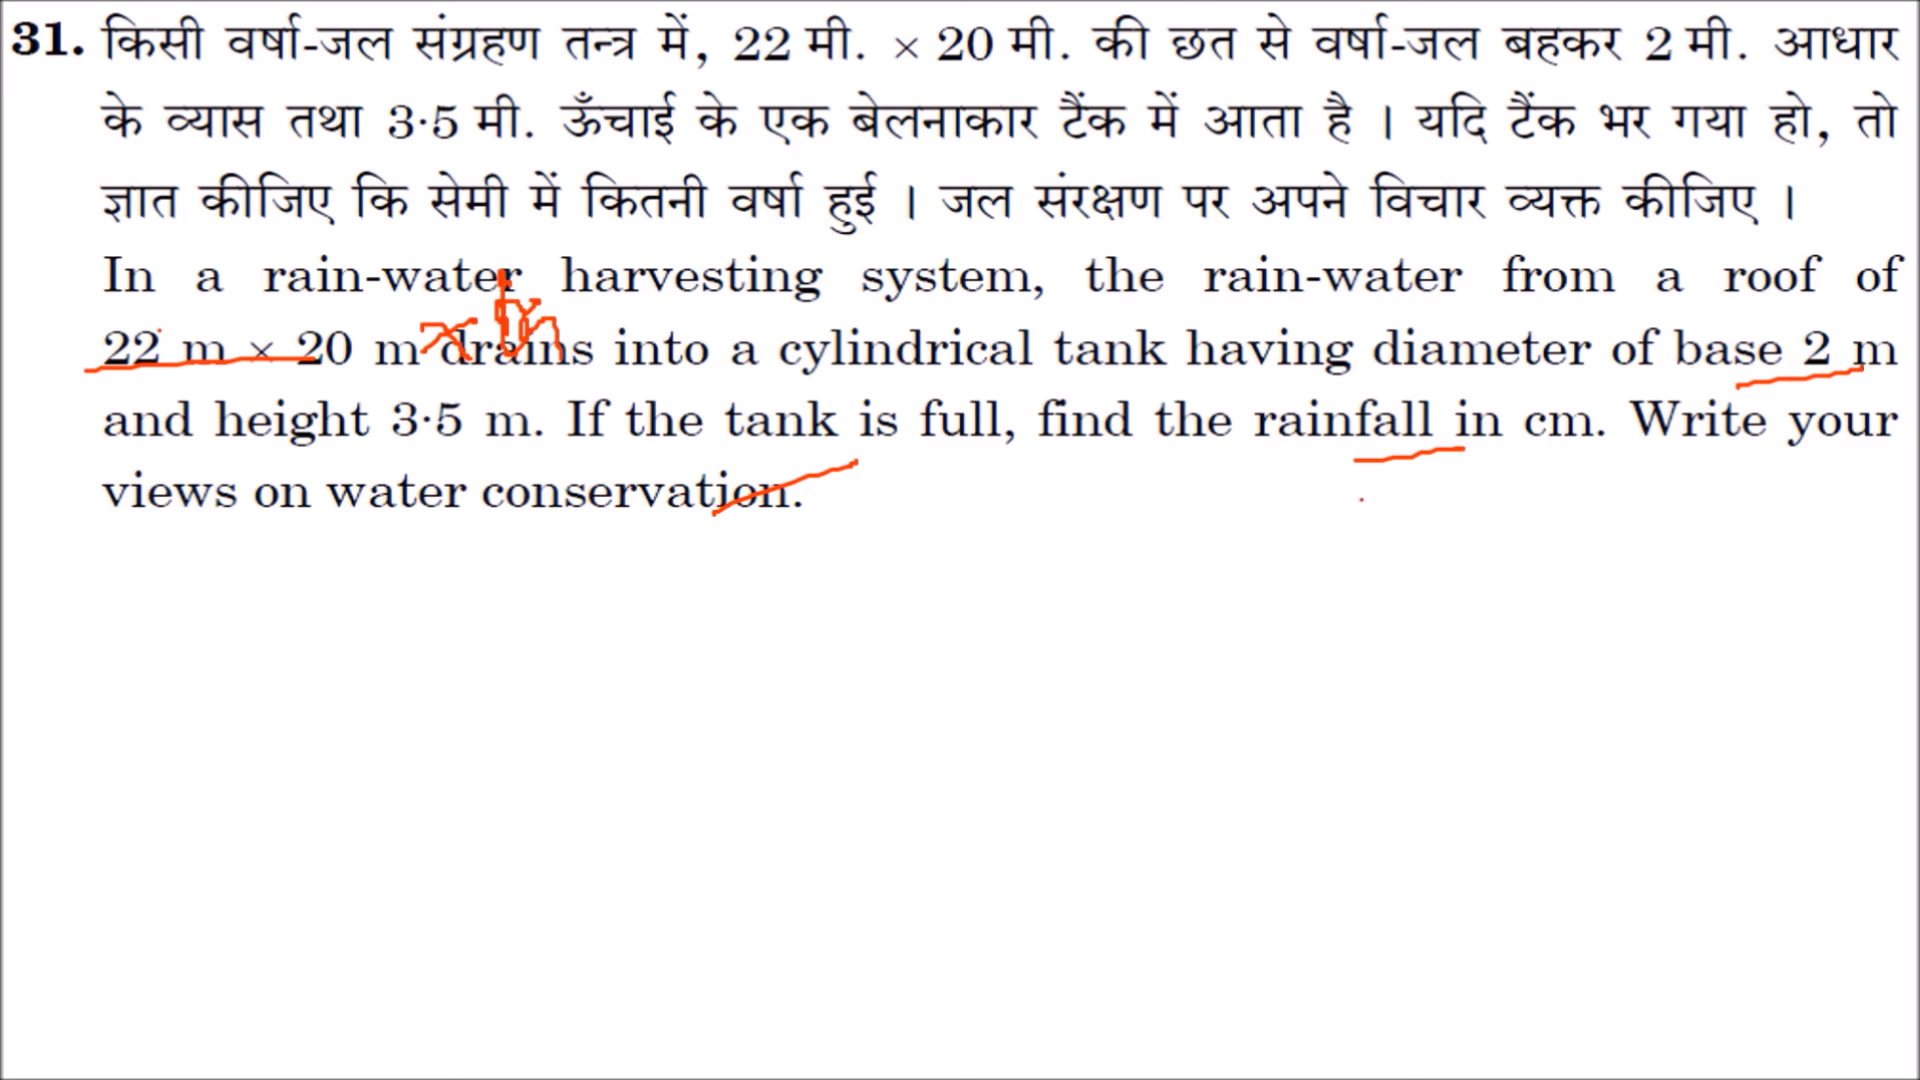 31. किसी वर्षा-जल संग्रहण तन्त्र में, 22 मी. × 20 मी. की छत से वर्षा-जल बहकर 2 मी. आधार
के व्यास तथा 3·5 मी. ऊँचाई के एक बेलनाकार टैंक में आता है । यदि टैंक भर गया हो, तो
ज्ञात कीजिए कि सेमी में कितनी वर्षा हुई । जल संरक्षण पर अपने विचार व्यक्त कीजिए ।
In a rain-water harvesting system, the rain-water from a roof of
22 m × 20 m drains into a cylindrical tank having diameter of base 2 m
and height 3·5 m. If the tank is full, find the rainfall in cm. Write your
views on water conservation.